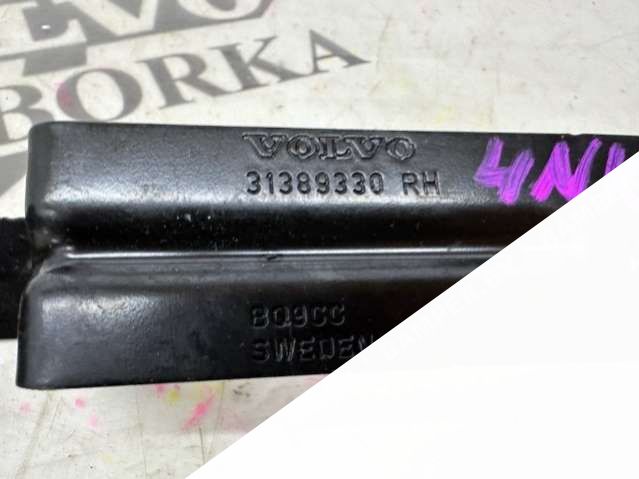 BORKA
VOLVO
31389330 RH
BQ9CC
SWEDEN